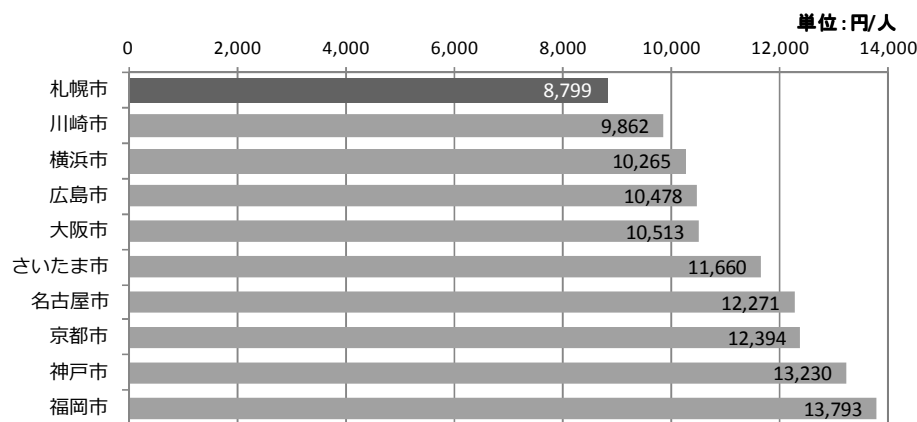 単位:円/人
0 2,000 4,000 6,000 8,000 10,000 12,000 14,000
札幌市 8,799
川崎市 9,862
横浜市 10,265
広島市 10,478
大阪市 10,513
さいたま市 11,660
名古屋市 12,271
京都市 12,394
神戸市 13,230
福岡市 13,793